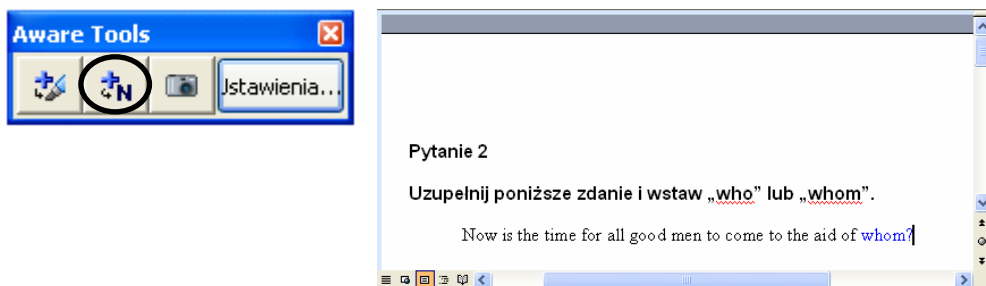 Aware Tools
N
Jstawienia...
Pytanie 2
Uzupełnij poniższe zdanie i wstaw „who” lub „whom”.
Now is the time for all good men to come to the aid of whom?